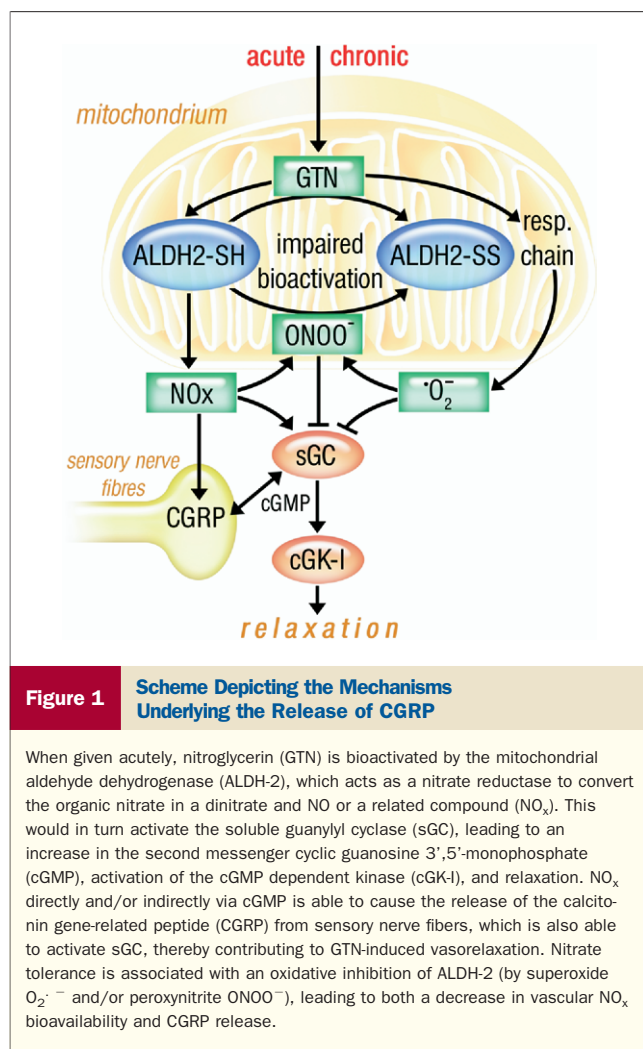 acute chronic
mitochondrium
GTN
ALDH2-SH
impaired
bioactivation
ALDH2-SS
resp.
chain
ONOO⁻
NOx
·O₂⁻
sensory nerve
fibres
sGC
CGRP
cGMP
cGK-I
relaxation
Figure 1
Scheme Depicting the Mechanisms
Underlying the Release of CGRP
When given acutely, nitroglycerin (GTN) is bioactivated by the mitochondrial
aldehyde dehydrogenase (ALDH-2), which acts as a nitrate reductase to convert
the organic nitrate in a dinitrate and NO or a related compound (NOₓ). This
would in turn activate the soluble guanylyl cyclase (sGC), leading to an
increase in the second messenger cyclic guanosine 3',5'-monophosphate
(cGMP), activation of the cGMP dependent kinase (cGK-I), and relaxation. NOₓ
directly and/or indirectly via cGMP is able to cause the release of the calcito-
nin gene-related peptide (CGRP) from sensory nerve fibers, which is also able
to activate sGC, thereby contributing to GTN-induced vasorelaxation. Nitrate
tolerance is associated with an oxidative inhibition of ALDH-2 (by superoxide
O₂·⁻ and/or peroxynitrite ONOO⁻), leading to both a decrease in vascular NOₓ
bioavailability and CGRP release.